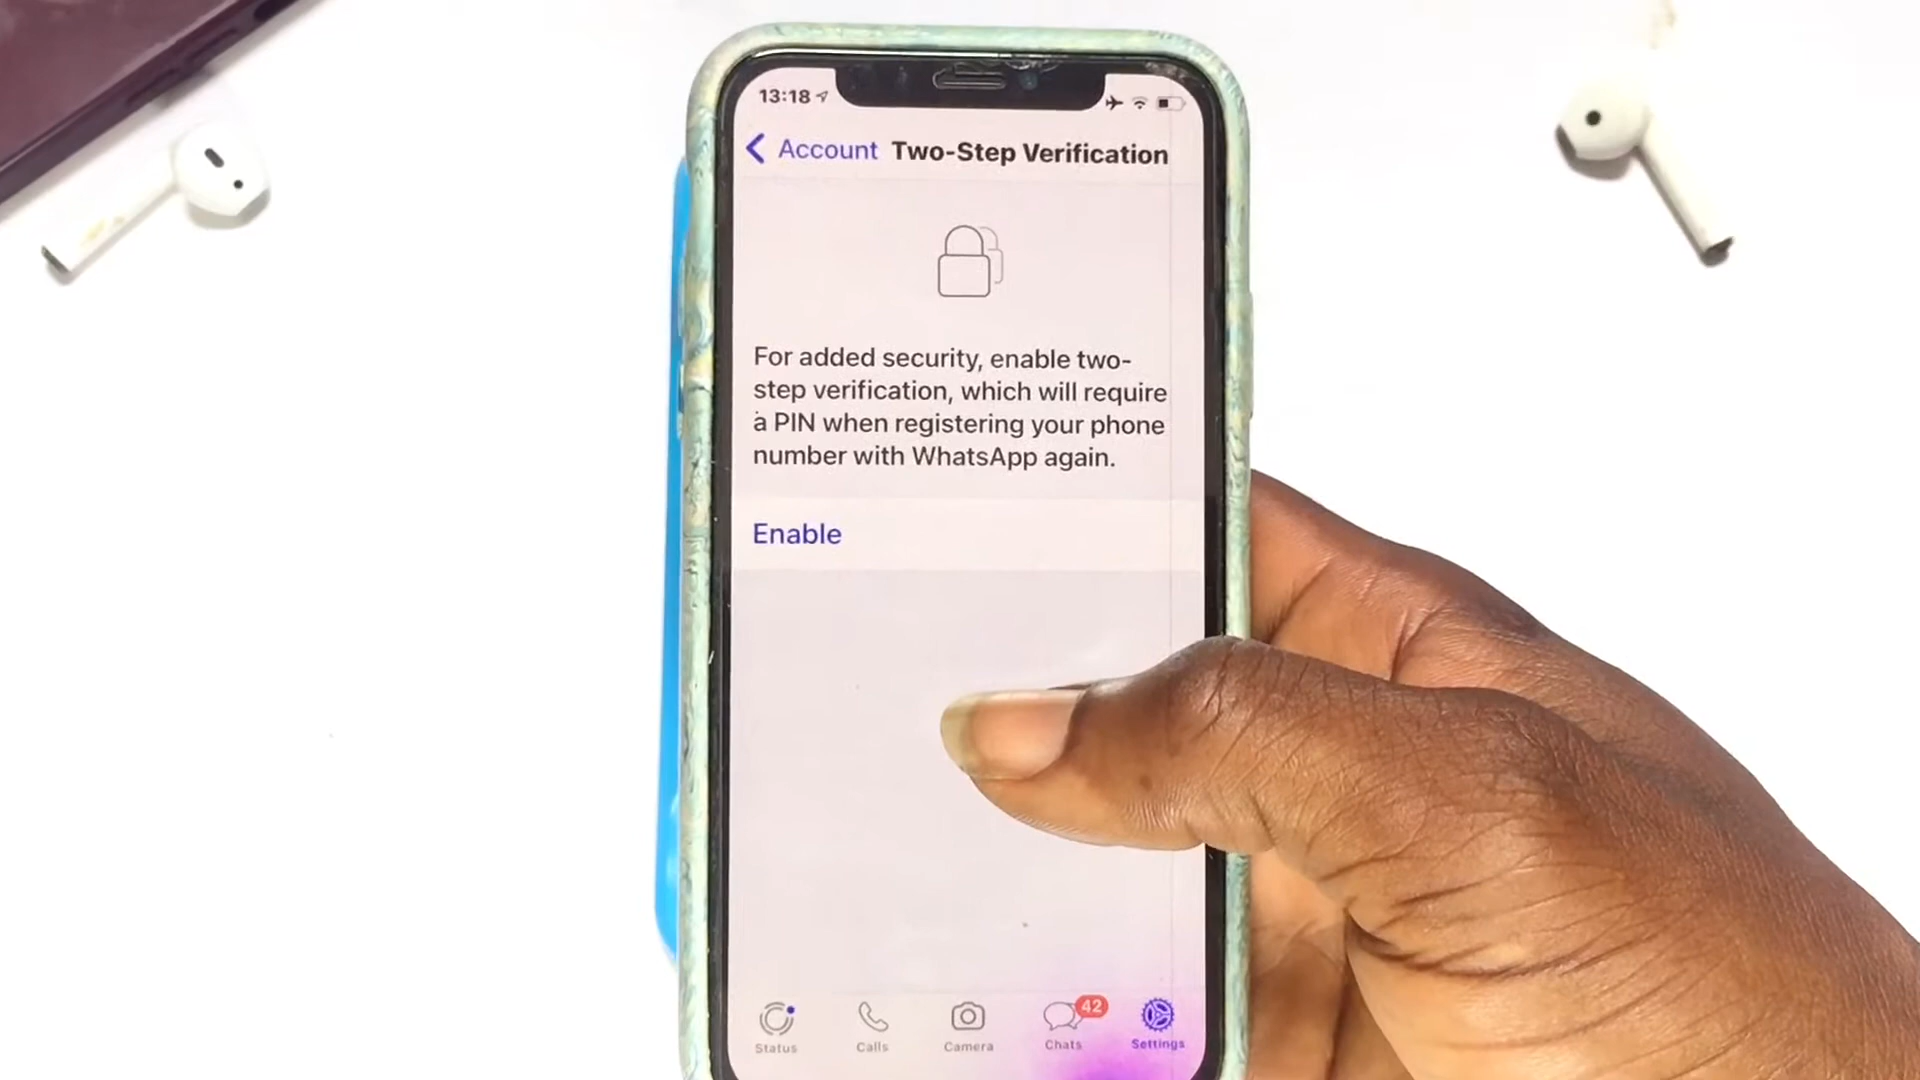 13:18
Account Two-Step Verification
For added security, enable two-
step verification, which will require
a PIN when registering your phone
number with WhatsApp again.
Enable
42
Status Calls Camera Chats Settings